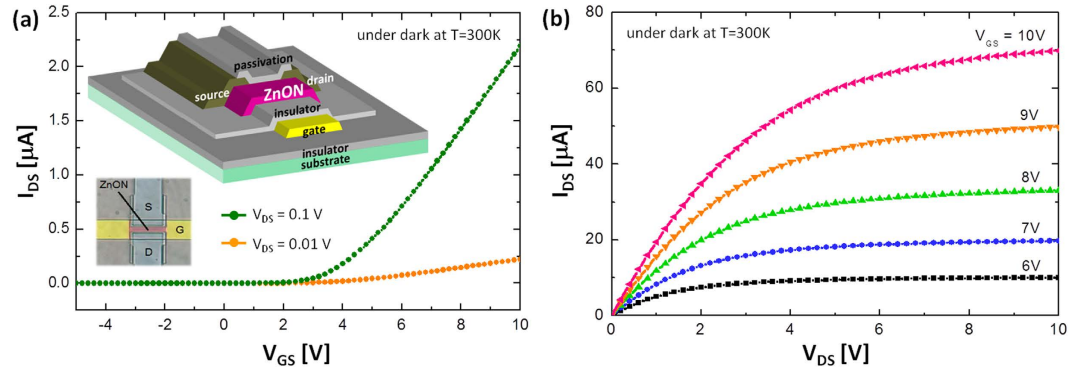 (a)
under dark at T=300K
passivation
source
drain
ZnON
insulator
gate
insulator
substrate
ZnON
S
G
D
V_DS = 0.1 V
V_DS = 0.01 V
2.5
2.0
1.5
1.0
0.5
0.0
I_DS [µA]
-4 -2 0 2 4 6 8 10
V_GS [V]
(b)
under dark at T=300K
V_GS = 10V
9V
8V
7V
6V
80
60
40
20
0
I_DS [µA]
0 2 4 6 8 10
V_DS [V]